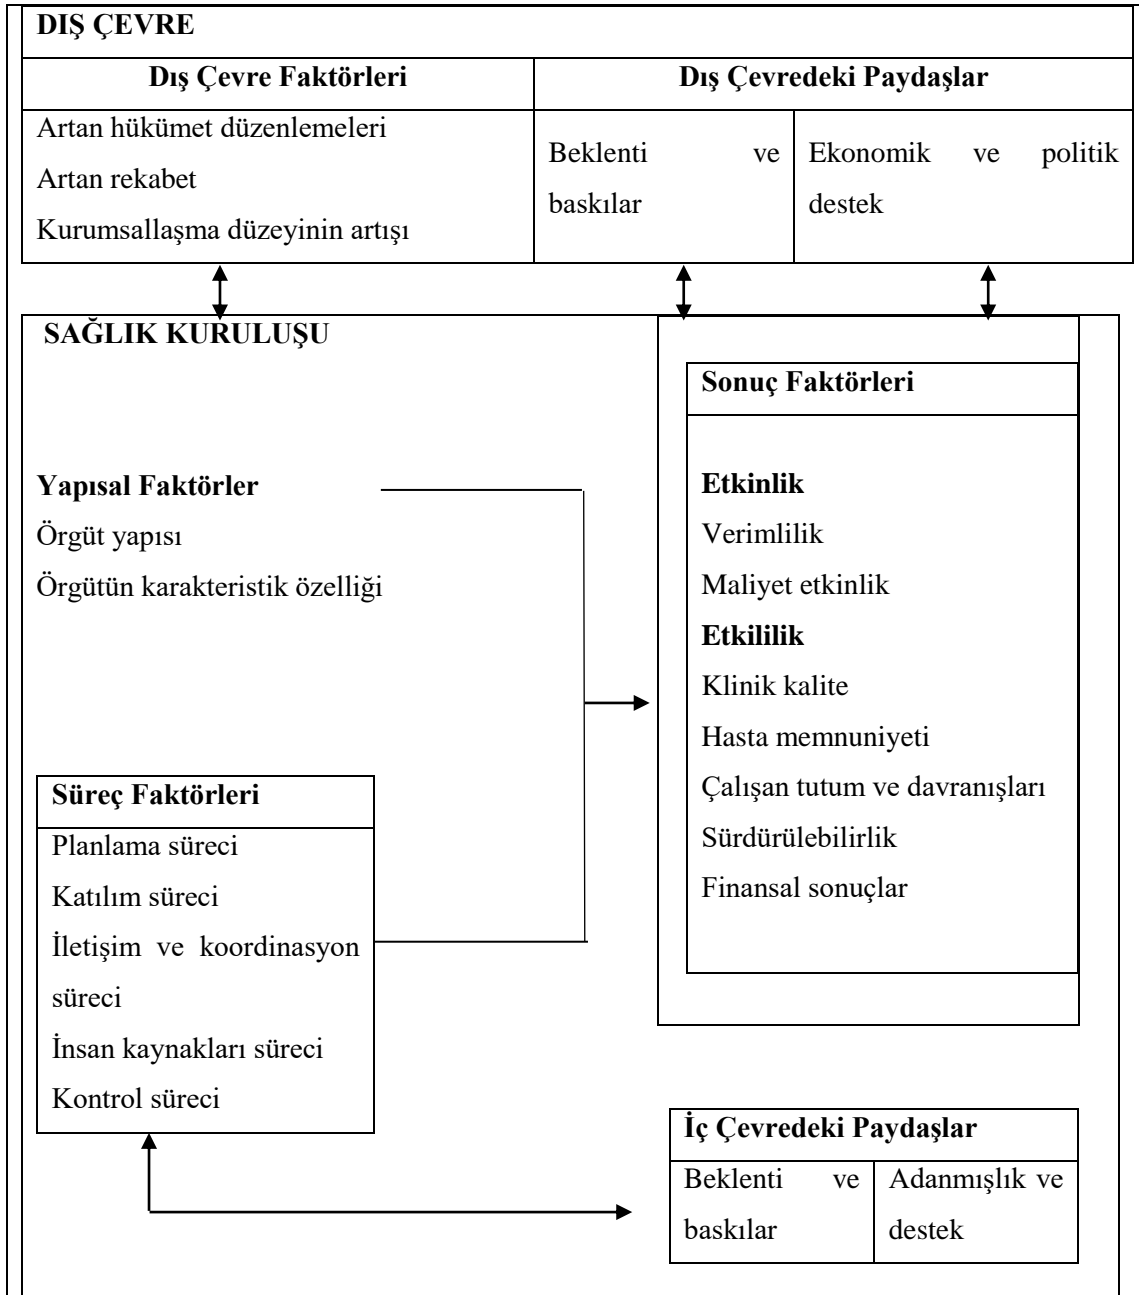 DIŞ ÇEVRE
Dış Çevre Faktörleri
Dış Çevredeki Paydaşlar
Artan hükümet düzenlemeleri
Artan rekabet
Kurumsallaşma düzeyinin artışı
Beklenti ve
baskılar
Ekonomik ve politik
destek
SAĞLIK KURULUŞU
Yapısal Faktörler
Örgüt yapısı
Örgütün karakteristik özelliği
Süreç Faktörleri
Planlama süreci
Katılım süreci
İletişim ve koordinasyon
süreci
İnsan kaynakları süreci
Kontrol süreci
Sonuç Faktörleri
Etkinlik
Verimlilik
Maliyet etkinlik
Etkililik
Klinik kalite
Hasta memnuniyeti
Çalışan tutum ve davranışları
Sürdürülebilirlik
Finansal sonuçlar
İç Çevredeki Paydaşlar
Beklenti ve
baskılar
Adanmışlık ve
destek